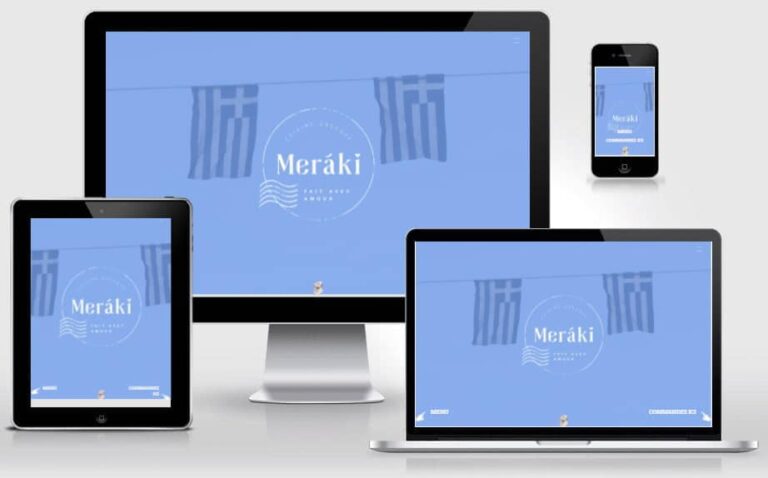 CUISINE GRECQUE
Meráki
FAIT AVEC
AMOUR
Meráki
MENU
COMMANDEZ ICI
Meráki
FAIT AVEC
AMOUR
MENU
COMMANDEZ
ICI
Meráki
FAIT AVEC
AMOUR
MENU
COMMANDEZ ICI